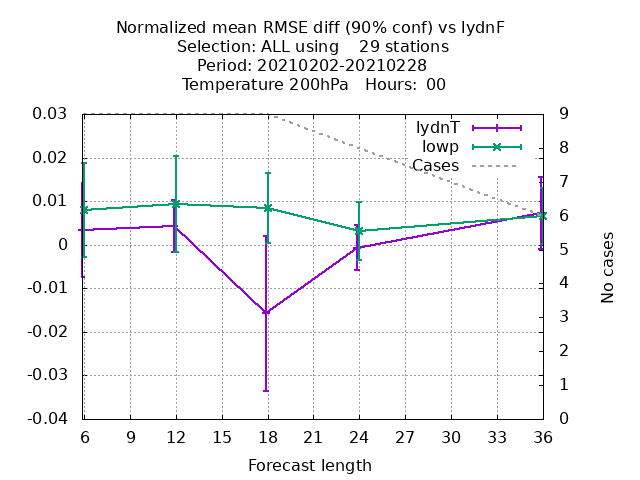 Normalized mean RMSE diff (90% conf) vs lydnF
Selection: ALL using    29 stations
Period: 20210202-20210228
Temperature 200hPa   Hours:  00
lydnT
lowp
Cases
0.03
0.02
0.01
0
-0.01
-0.02
-0.03
-0.04
9
8
7
6
5
4
3
2
1
0
No cases
6 9 12 15 18 21 24 27 30 33 36
Forecast length